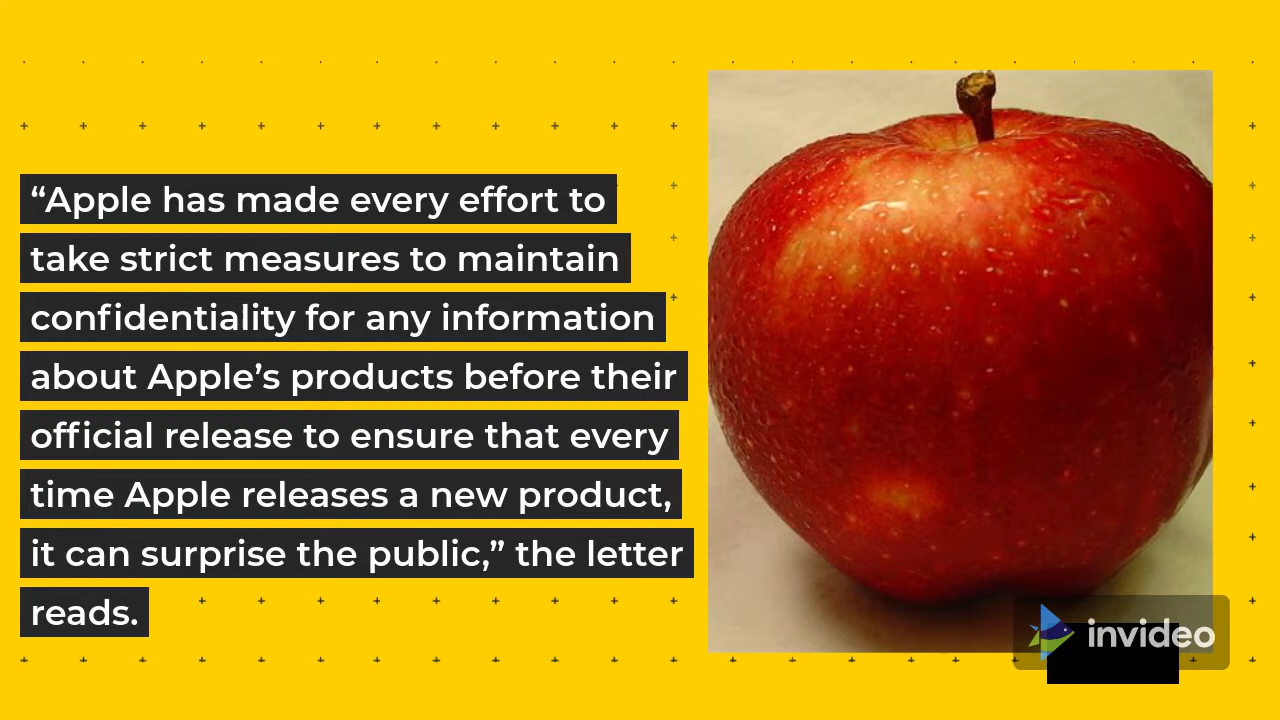 “Apple has made every effort to
take strict measures to maintain
confidentiality for any information
about Apple’s products before their
official release to ensure that every
time Apple releases a new product,
it can surprise the public,” the letter
reads.
invideo